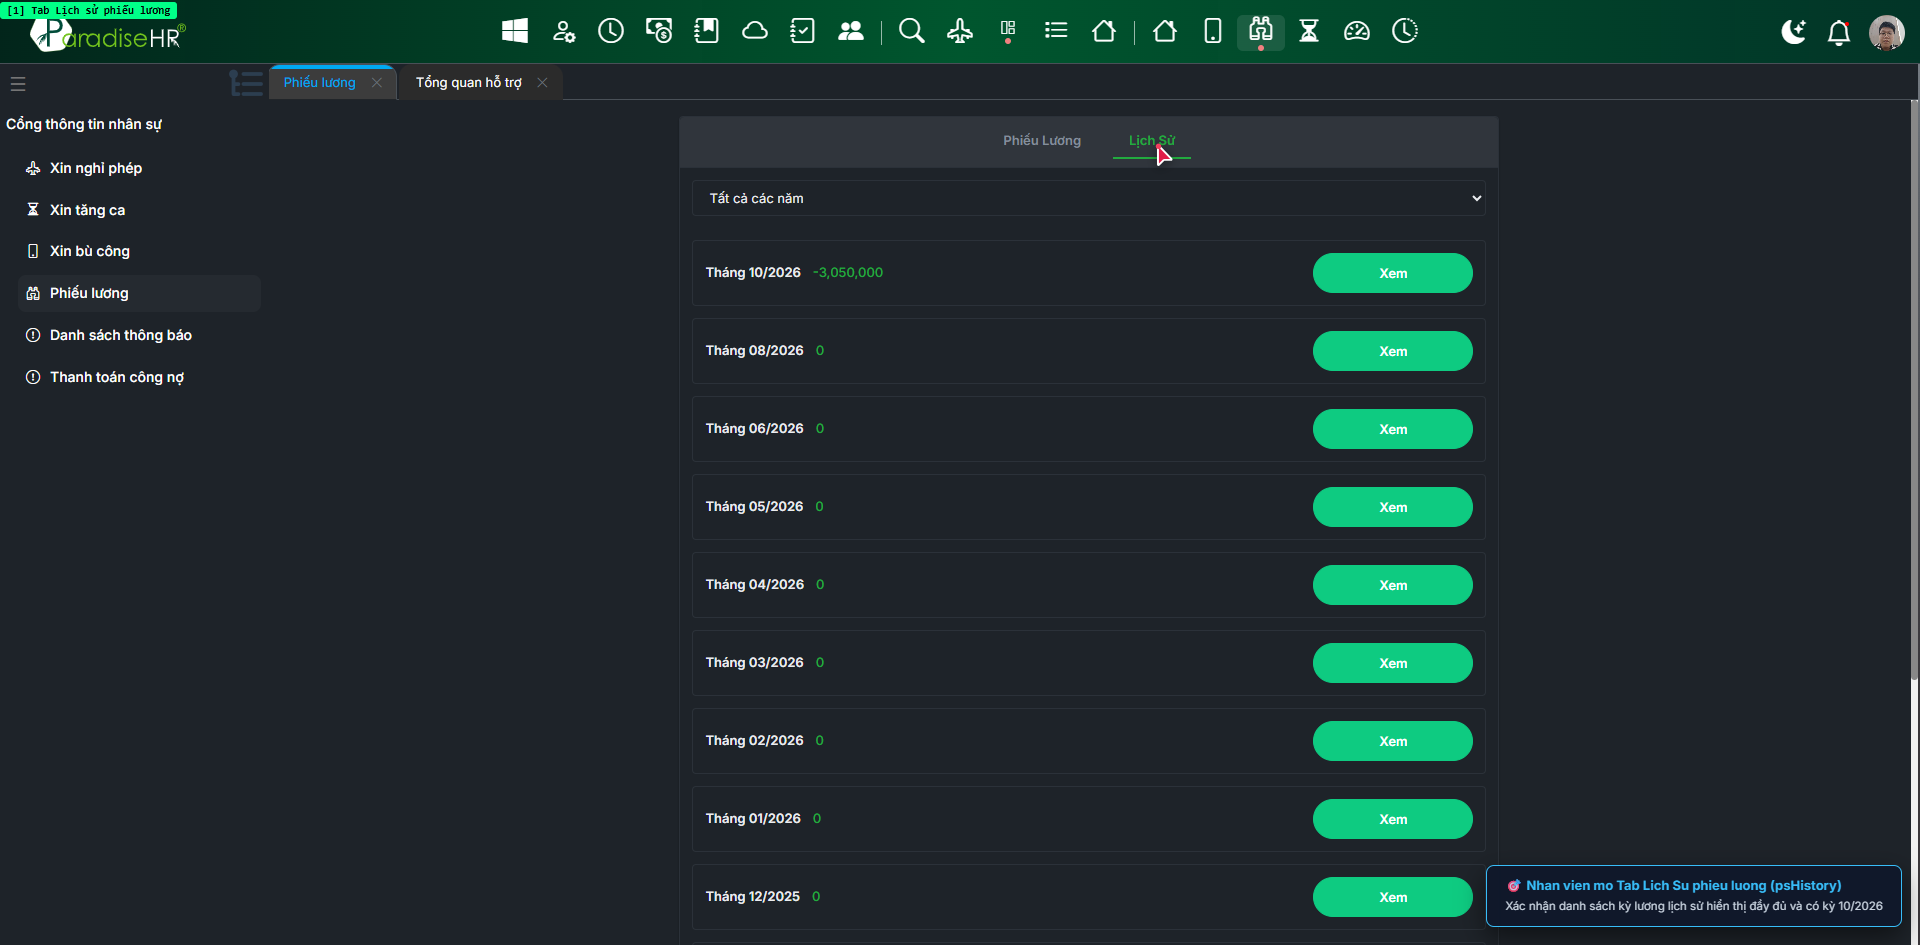 [1] Tab Lịch sử phiếu lương
ParadiseHR®
Phiếu lương
Tổng quan hỗ trợ
Cổng thông tin nhân sự
Xin nghỉ phép
Xin tăng ca
Xin bù công
Phiếu lương
Danh sách thông báo
Thanh toán công nợ
Phiếu Lương
Lịch Sử
Tất cả các năm
Tháng 10/2026 -3,050,000 Xem
Tháng 08/2026 0 Xem
Tháng 06/2026 0 Xem
Tháng 05/2026 0 Xem
Tháng 04/2026 0 Xem
Tháng 03/2026 0 Xem
Tháng 02/2026 0 Xem
Tháng 01/2026 0 Xem
Tháng 12/2025 0 Xem
Nhan vien mo Tab Lich Su phieu luong (psHistory)
Xác nhận danh sách kỳ lương lịch sử hiển thị đầy đủ và có kỳ 10/2026